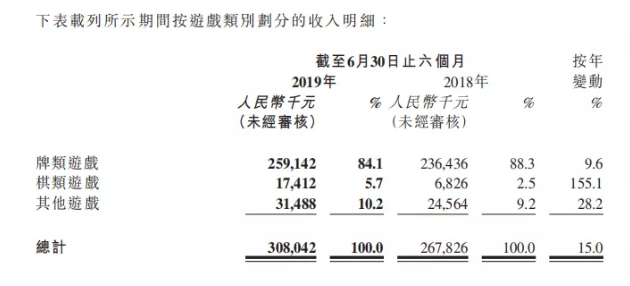 下表載列所示期間按遊戲類別劃分的收入明細：
截至6月30日止六個月 按年
2019年 2018年 變動
人民幣千元 % 人民幣千元 % %
（未經審核） （未經審核）
牌類遊戲 259,142 84.1 236,436 88.3 9.6
棋類遊戲 17,412 5.7 6,826 2.5 155.1
其他遊戲 31,488 10.2 24,564 9.2 28.2
總計 308,042 100.0 267,826 100.0 15.0